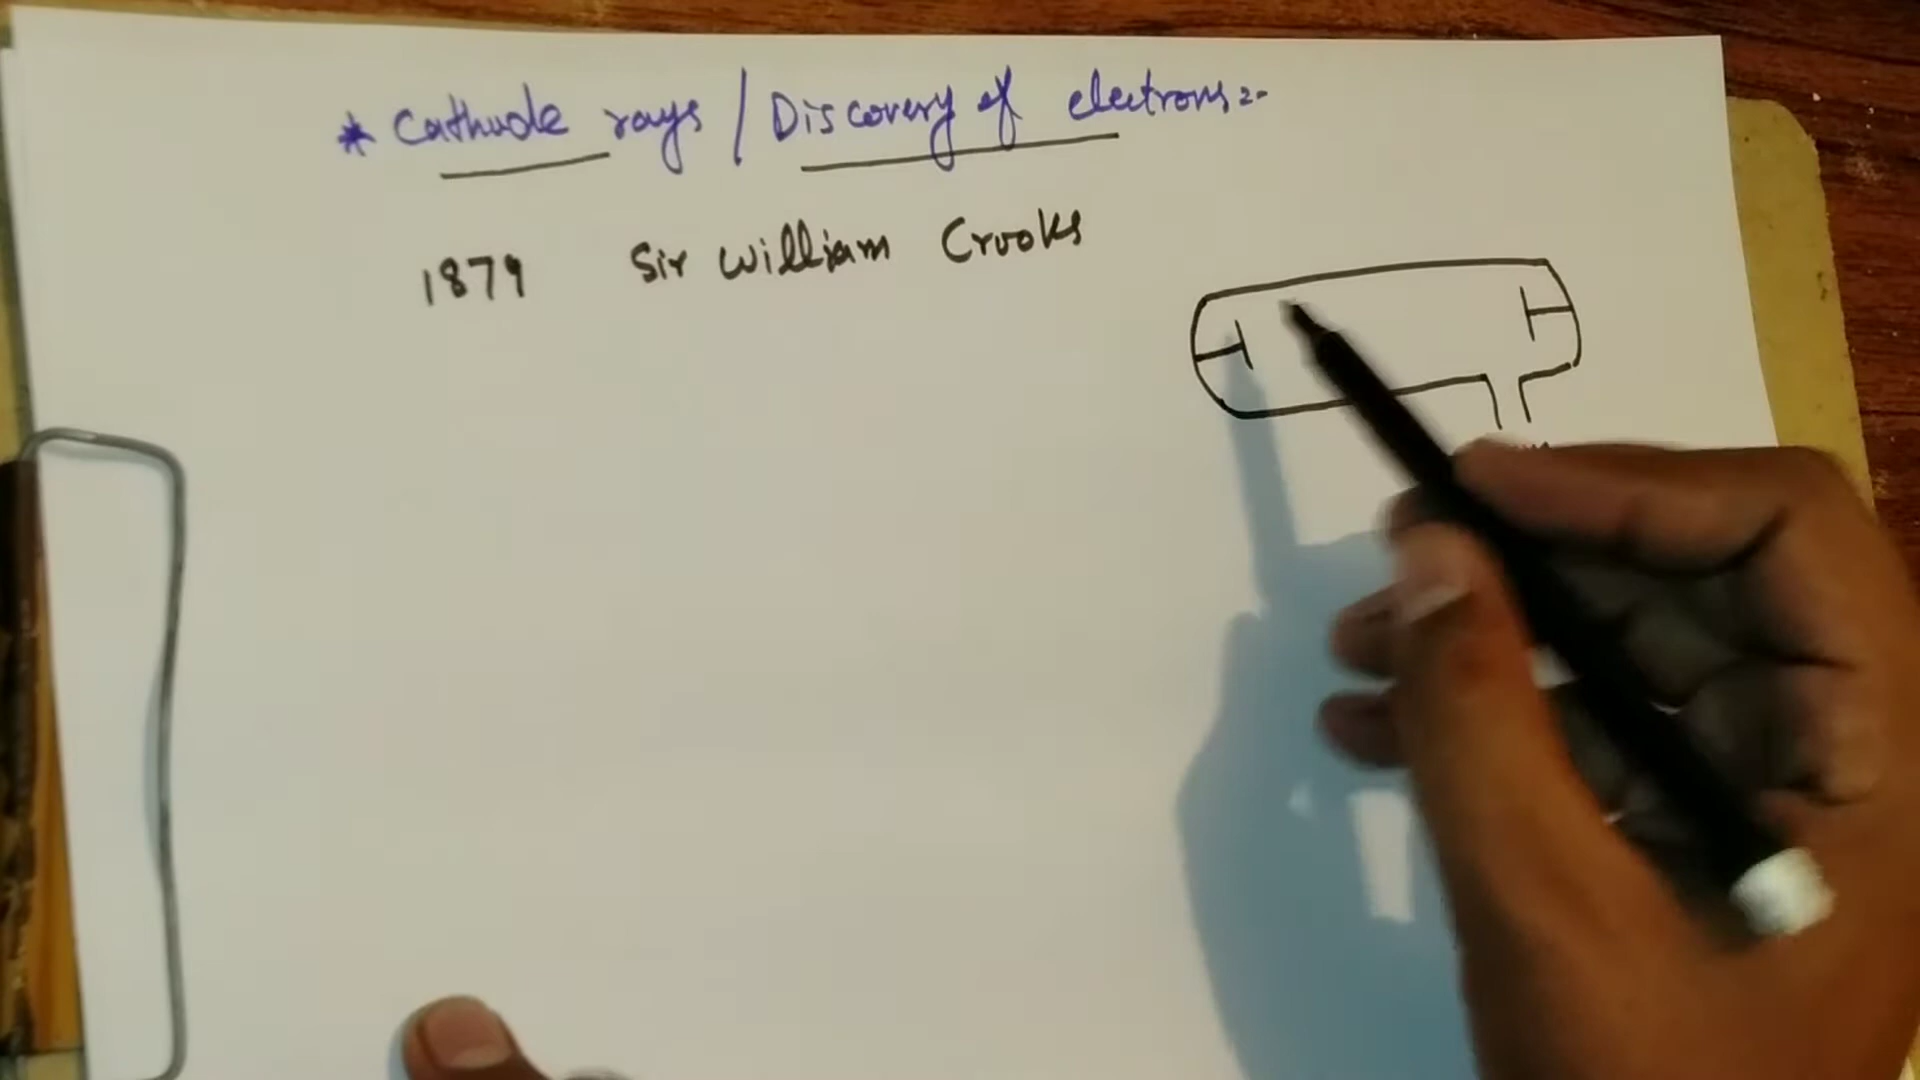 * Cathode rays / Discovery of electrons :-
1879 Sir William Crooks